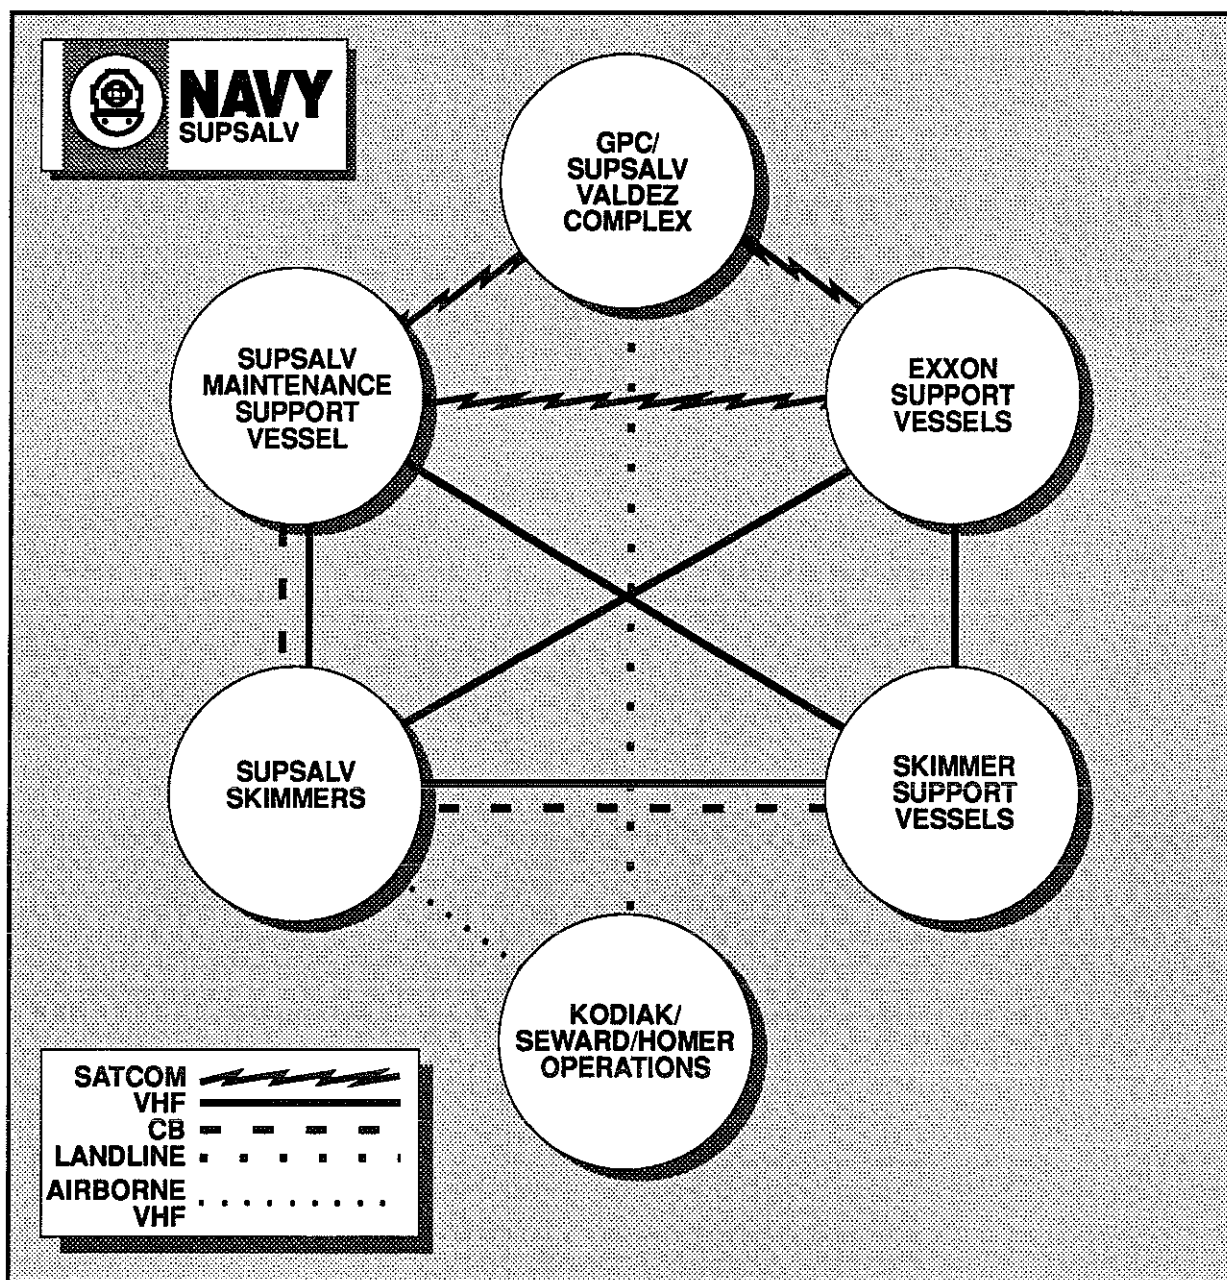 NAVY
SUPSALV
GPC/
SUPSALV
VALDEZ
COMPLEX
SUPSALV
MAINTENANCE
SUPPORT
VESSEL
EXXON
SUPPORT
VESSELS
SUPSALV
SKIMMERS
SKIMMER
SUPPORT
VESSELS
KODIAK/
SEWARD/HOMER
OPERATIONS
SATCOM
VHF
CB
LANDLINE
AIRBORNE
VHF